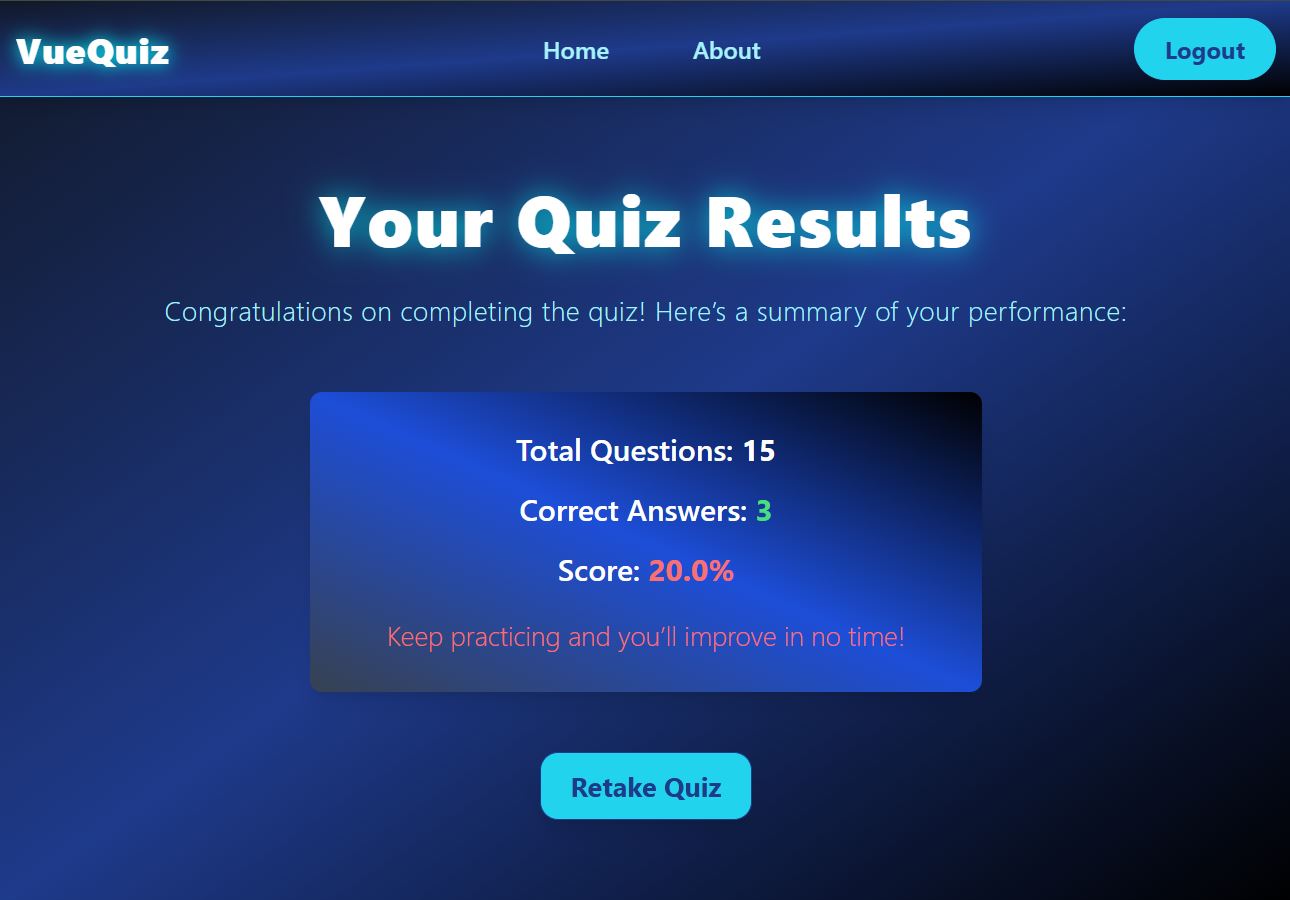 VueQuiz
Home
About
Logout
Your Quiz Results
Congratulations on completing the quiz! Here’s a summary of your performance:
Total Questions: 15
Correct Answers: 3
Score: 20.0%
Keep practicing and you’ll improve in no time!
Retake Quiz